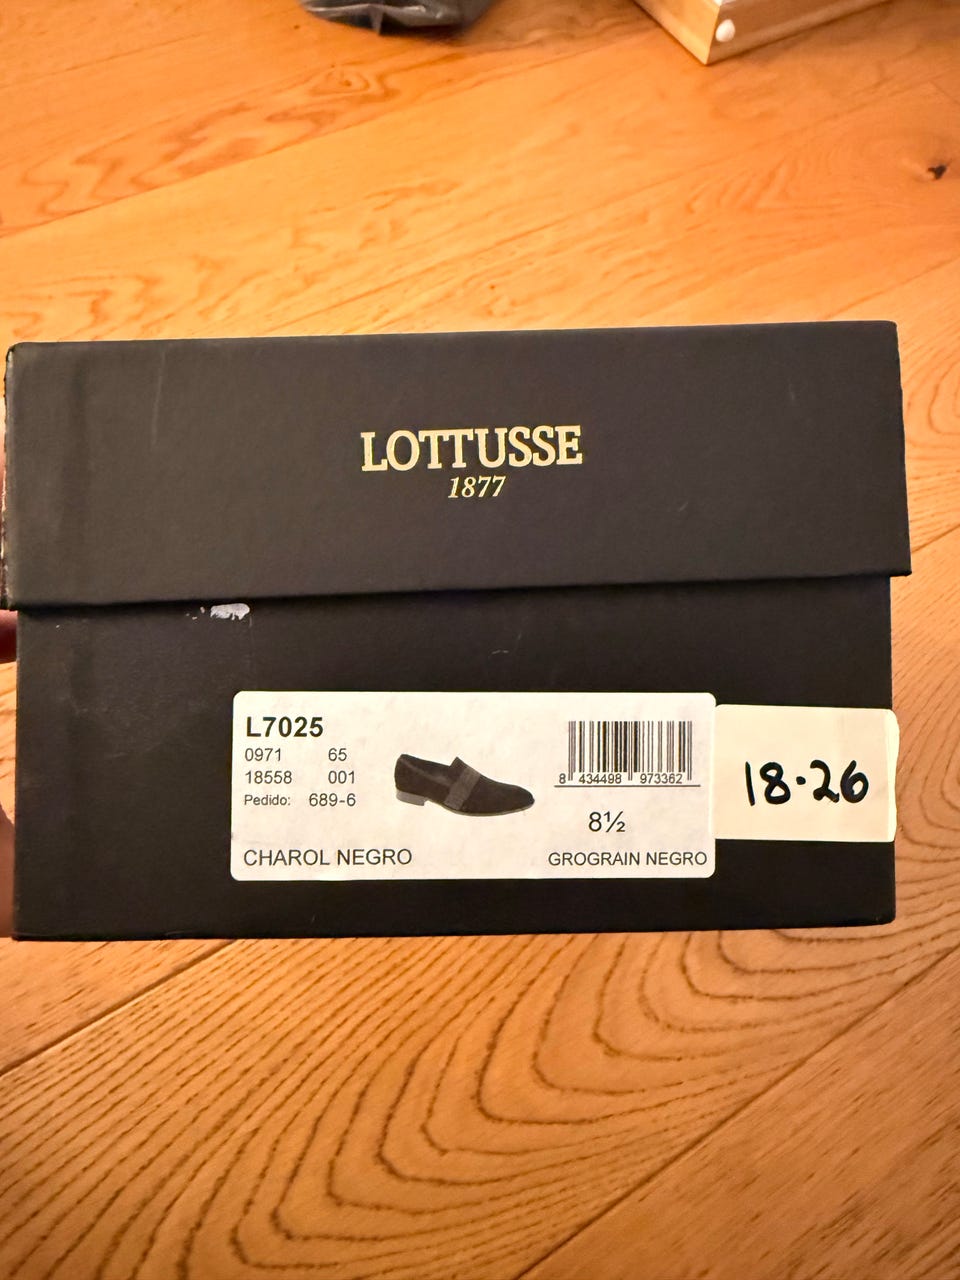 LOTTUSSE
1877
L7025
0971 65
18558 001
Pedido: 689-6
8 434498 973362
8½
CHAROL NEGRO
GROGRAIN NEGRO
18·26